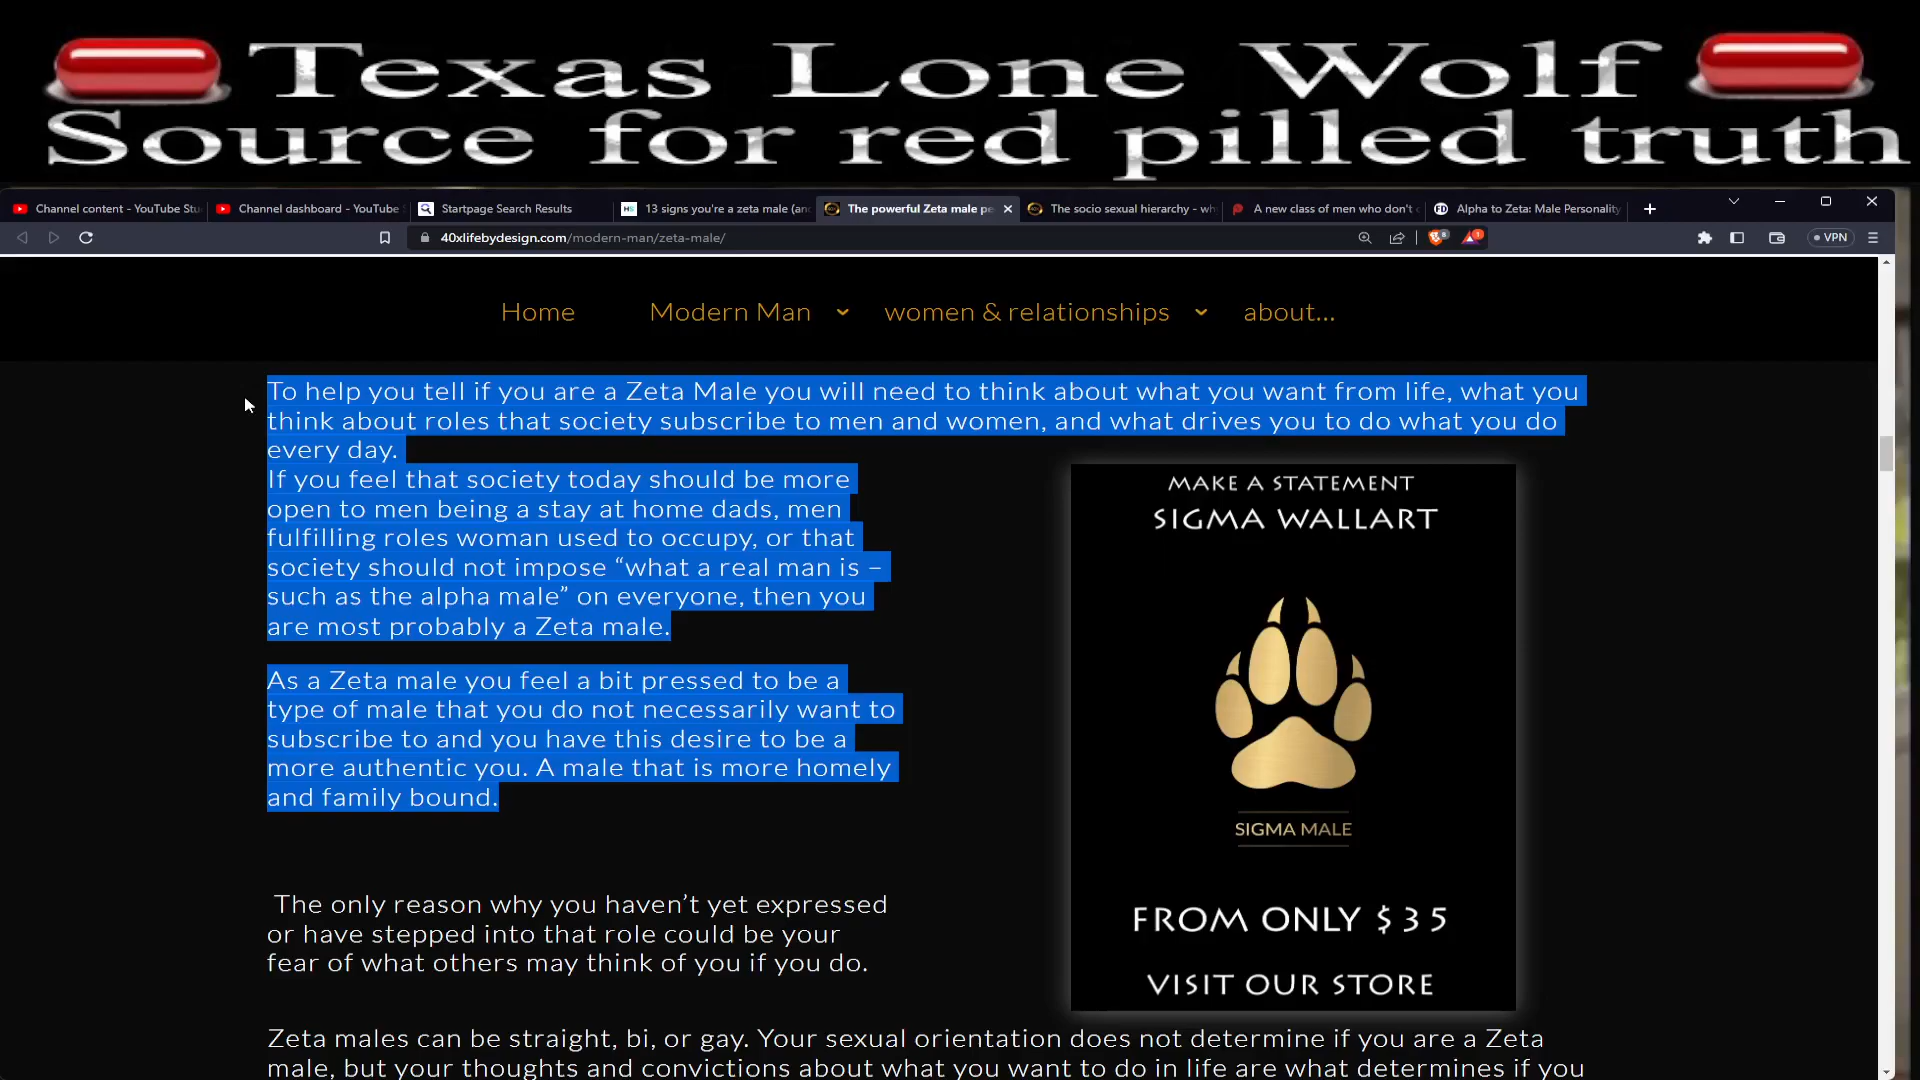 Texas Lone Wolf
Source for red pilled truth
Channel content - YouTube Stu
Channel dashboard - YouTube
Startpage Search Results
13 signs you're a zeta male (an
The powerful Zeta male pe
The socio sexual hierarchy - wh
A new class of men who don't
Alpha to Zeta: Male Personality
40xlifebydesign.com/modern-man/zeta-male/
VPN
Home
Modern Man
women & relationships
about...
To help you tell if you are a Zeta Male you will need to think about what you want from life, what you
think about roles that society subscribe to men and women, and what drives you to do what you do
every day.
If you feel that society today should be more
open to men being a stay at home dads, men
fulfilling roles woman used to occupy, or that
society should not impose “what a real man is –
such as the alpha male” on everyone, then you
are most probably a Zeta male.
As a Zeta male you feel a bit pressed to be a
type of male that you do not necessarily want to
subscribe to and you have this desire to be a
more authentic you. A male that is more homely
and family bound.
MAKE A STATEMENT
SIGMA WALLART
SIGMA MALE
FROM ONLY $35
VISIT OUR STORE
The only reason why you haven’t yet expressed
or have stepped into that role could be your
fear of what others may think of you if you do.
Zeta males can be straight, bi, or gay. Your sexual orientation does not determine if you are a Zeta
male, but your thoughts and convictions about what you want to do in life are what determines if you